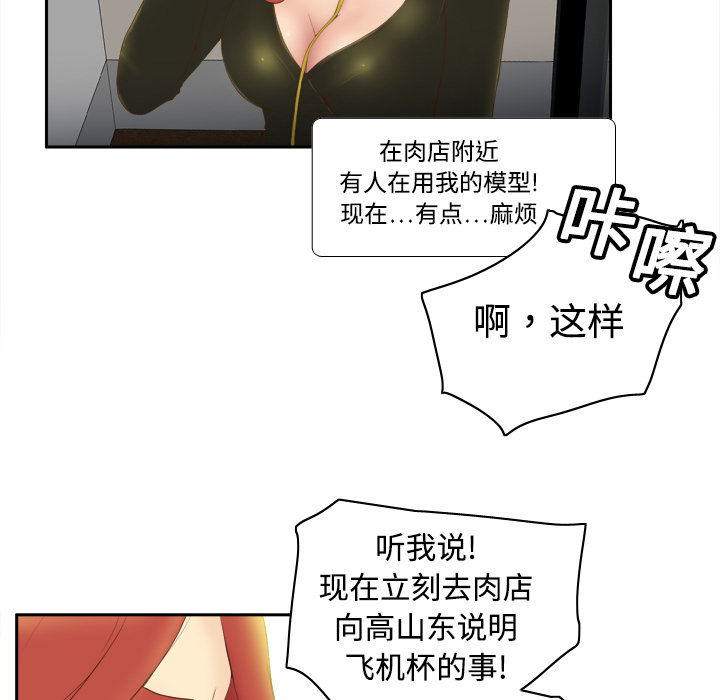 在肉店附近
有人在用我的模型!
现在...有点...麻烦
咔嚓
啊，这样
听我说!
现在立刻去肉店
向高山东说明
飞机杯的事!